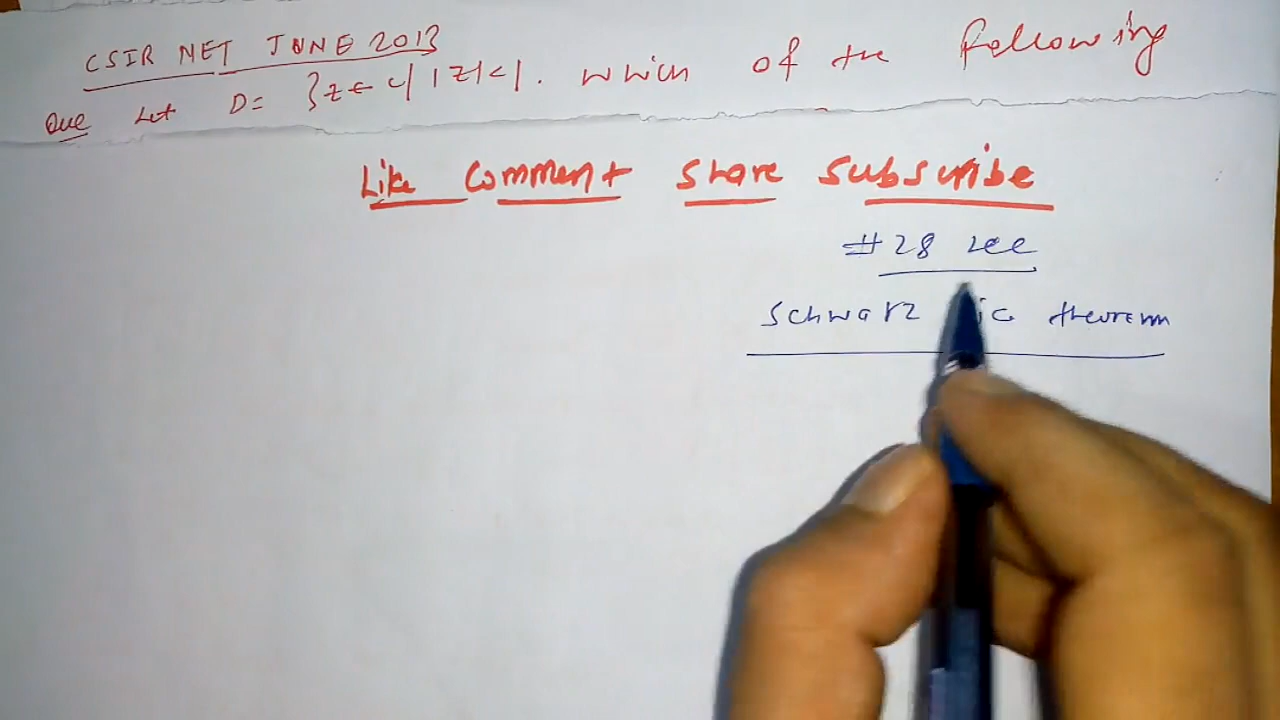 CSIR NET JUNE 2013
Que Let D= {z∈ C/ |z|<1. which of the following
Like Comment Share Subscribe
#28 Lec
Schwarz theorem